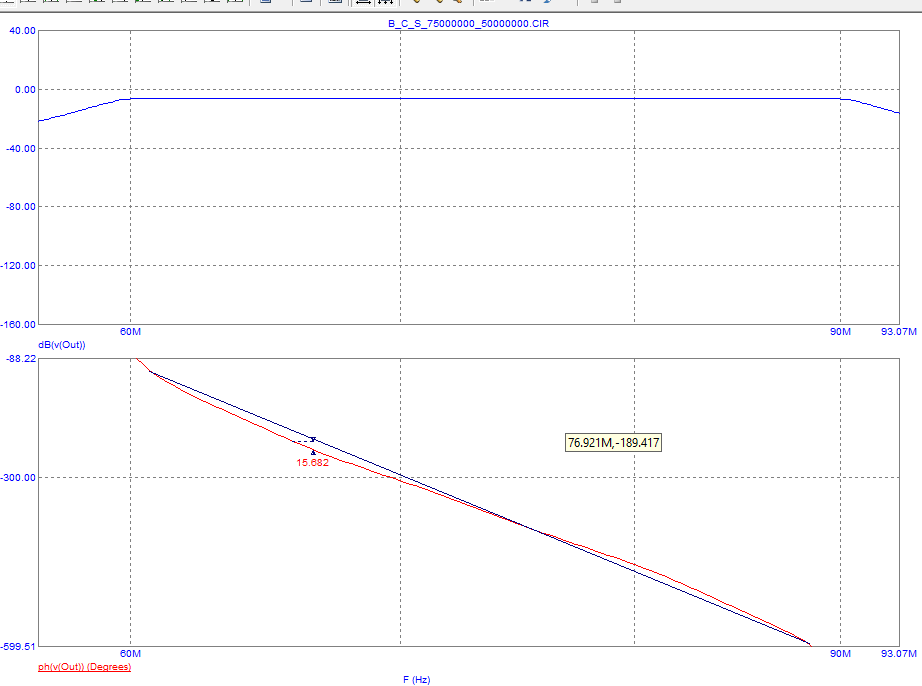 B_C_S_75000000_50000000.CIR
40.00
0.00
-40.00
-80.00
-120.00
-160.00
60M 90M 93.07M
dB(v(Out))
-88.22
76.921M,-189.417
15.682
-300.00
-599.51
60M 90M 93.07M
ph(v(Out)) (Degrees)
F (Hz)